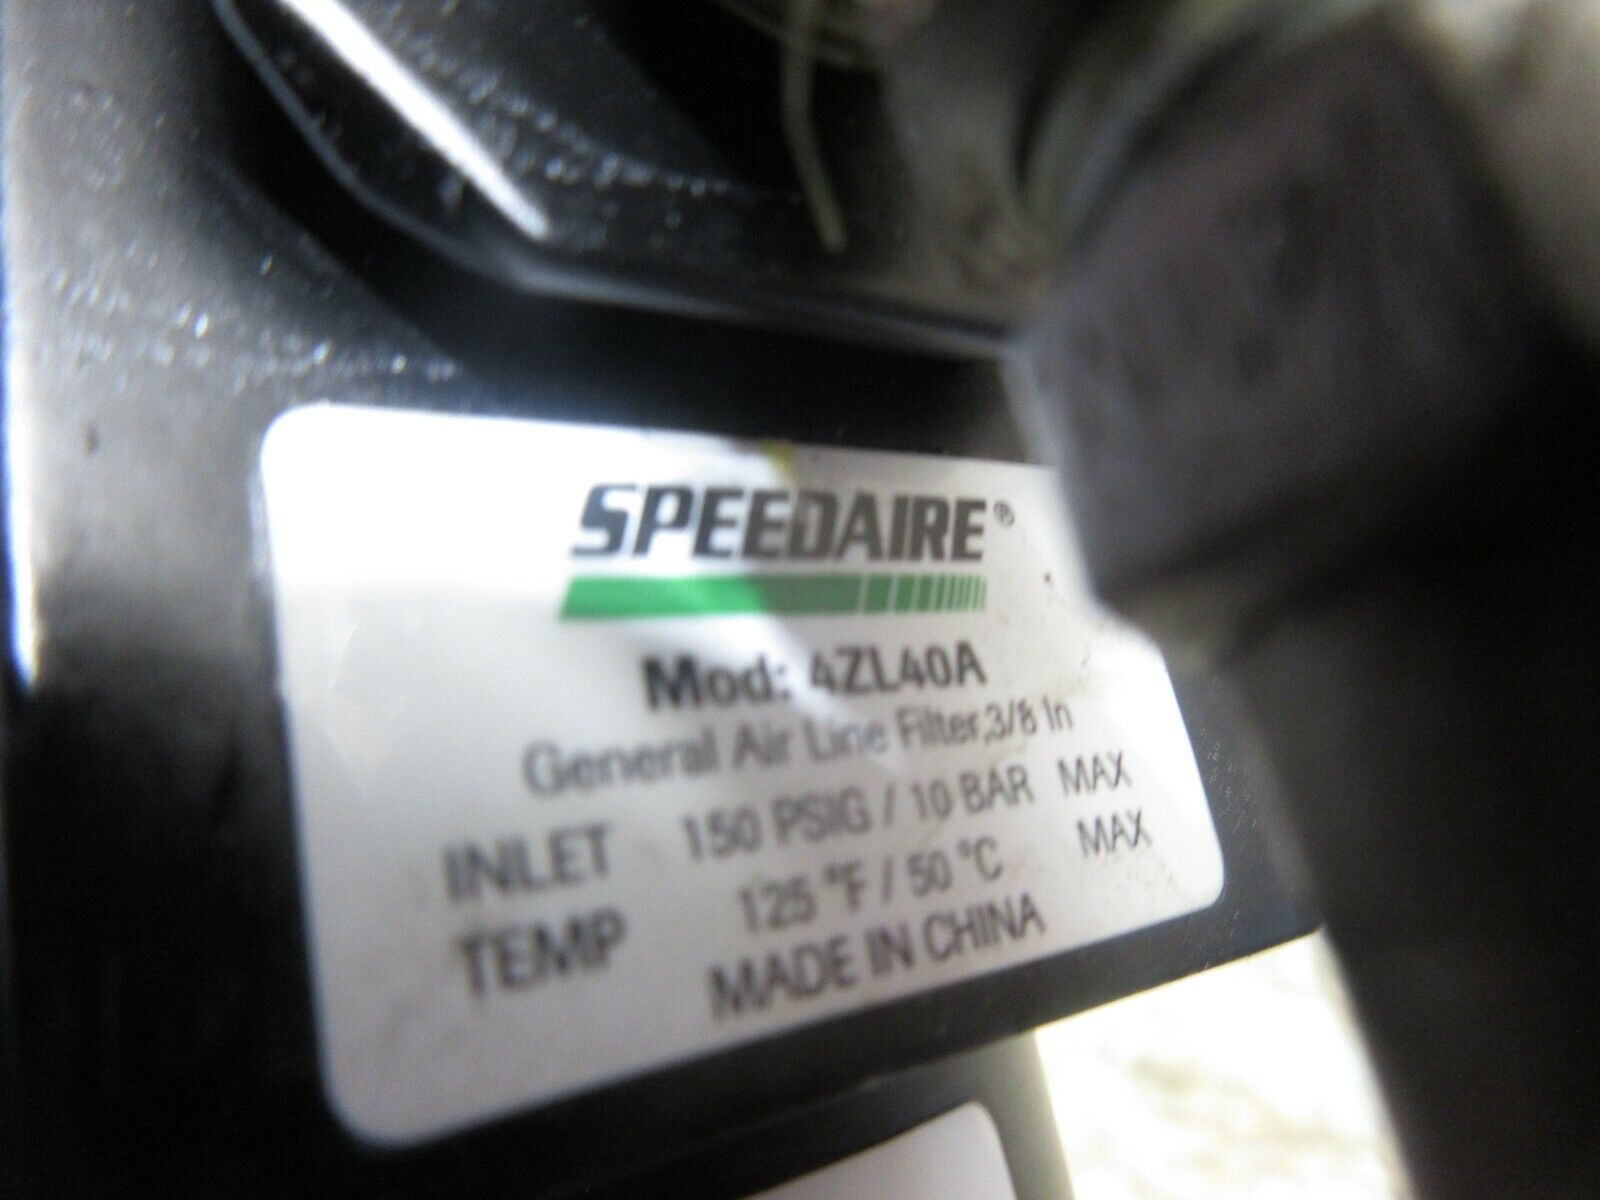 SPEEDAIRE®
Mod: 4ZL40A
General Air Line Filter,3/8 In
INLET 150 PSIG / 10 BAR MAX
TEMP 125 °F / 50 °C MAX
MADE IN CHINA